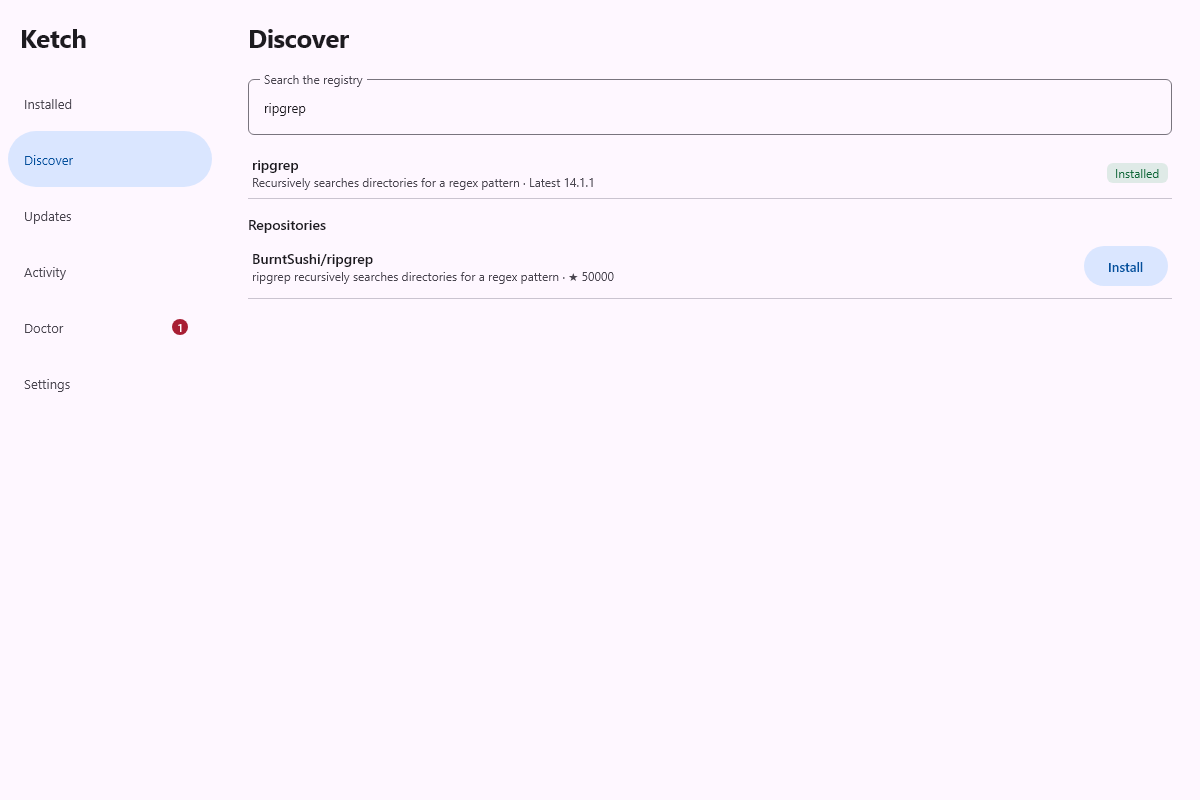 Ketch
Installed
Discover
Updates
Activity
Doctor
1
Settings
Discover
Search the registry
ripgrep
ripgrep
Recursively searches directories for a regex pattern · Latest 14.1.1
Installed
Repositories
BurntSushi/ripgrep
ripgrep recursively searches directories for a regex pattern · ★ 50000
Install